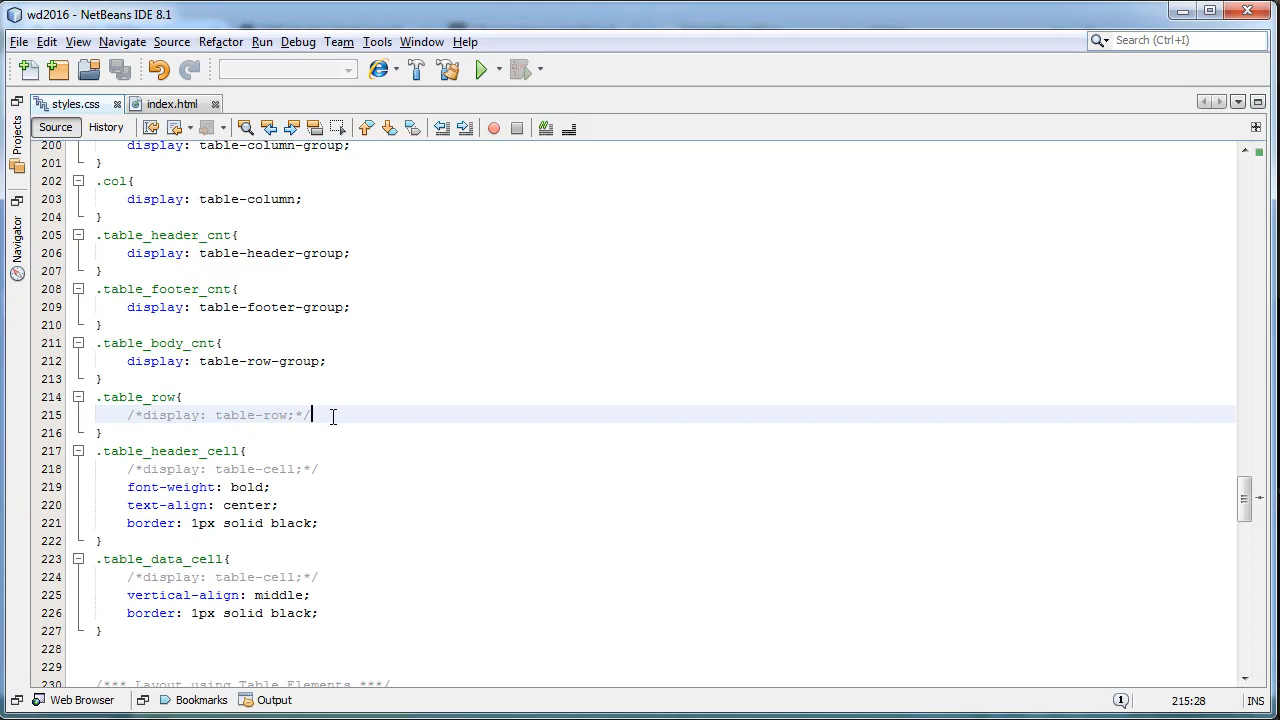 wd2016 - NetBeans IDE 8.1
File Edit View Navigate Source Refactor Run Debug Team Tools Window Help
Search (Ctrl+I)
styles.css index.html
Source History
Projects
Navigator
200 display: table-column-group;
201 }
202 .col{
203 display: table-column;
204 }
205 .table_header_cnt{
206 display: table-header-group;
207 }
208 .table_footer_cnt{
209 display: table-footer-group;
210 }
211 .table_body_cnt{
212 display: table-row-group;
213 }
214 .table_row{
215 /*display: table-row;*/
216 }
217 .table_header_cell{
218 /*display: table-cell;*/
219 font-weight: bold;
220 text-align: center;
221 border: 1px solid black;
222 }
223 .table_data_cell{
224 /*display: table-cell;*/
225 vertical-align: middle;
226 border: 1px solid black;
227 }
228
229
230 /*** Layout using Table Elements ***/
Web Browser Bookmarks Output 1 215:28 INS